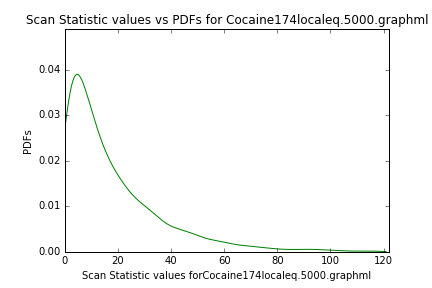 Scan Statistic values vs PDFs for Cocaine174localeq.5000.graphml
0.04
0.03
PDFs
0.02
0.01
0.00
0 20 40 60 80 100 120
Scan Statistic values forCocaine174localeq.5000.graphml